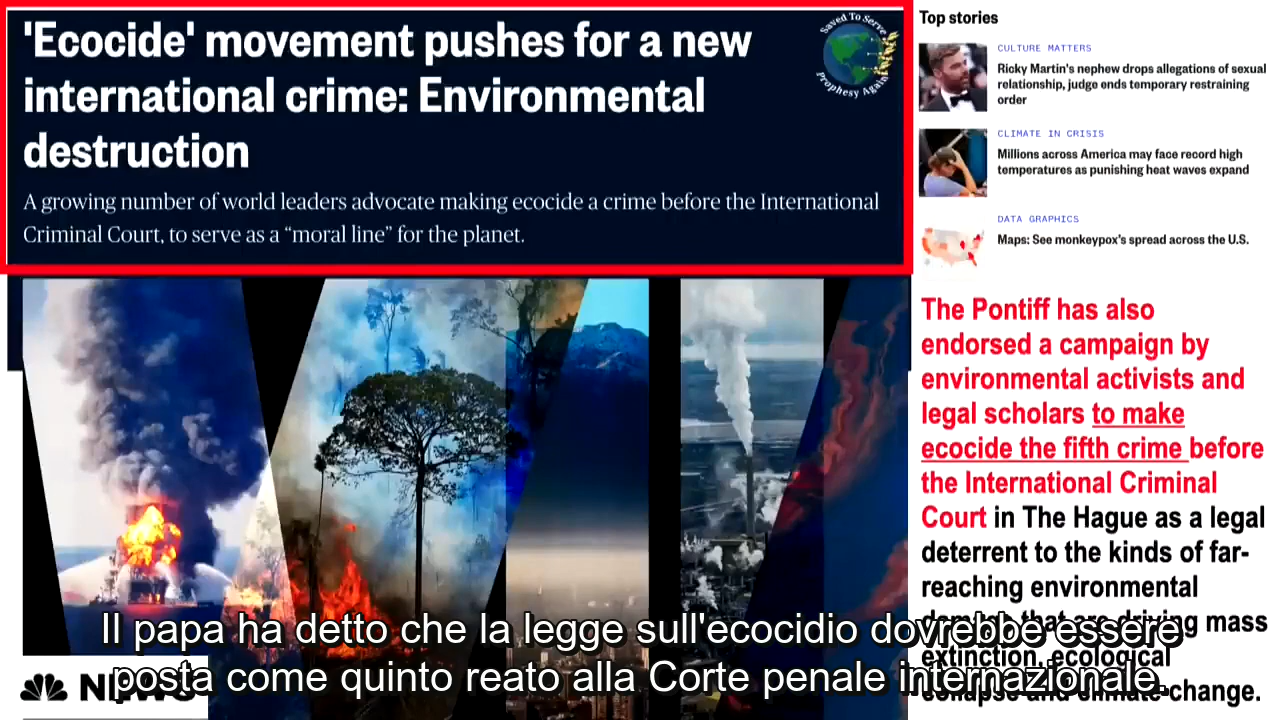 'Ecocide' movement pushes for a new
international crime: Environmental
destruction
A growing number of world leaders advocate making ecocide a crime before the International
Criminal Court, to serve as a “moral line” for the planet.
Saved To Serve
Prophesy Again
Top stories
CULTURE MATTERS
Ricky Martin's nephew drops allegations of sexual
relationship, judge ends temporary restraining
order
CLIMATE IN CRISIS
Millions across America may face record high
temperatures as punishing heat waves expand
DATA GRAPHICS
Maps: See monkeypox's spread across the U.S.
The Pontiff has also
endorsed a campaign by
environmental activists and
legal scholars to make
ecocide the fifth crime before
the International Criminal
Court in The Hague as a legal
deterrent to the kinds of far-
reaching environmental
damage that are driving mass
extinction, ecological
collapse and climate change.
Il papa ha detto che la legge sull'ecocidio dovrebbe essere
posta come quinto reato alla Corte penale internazionale.
NEWS